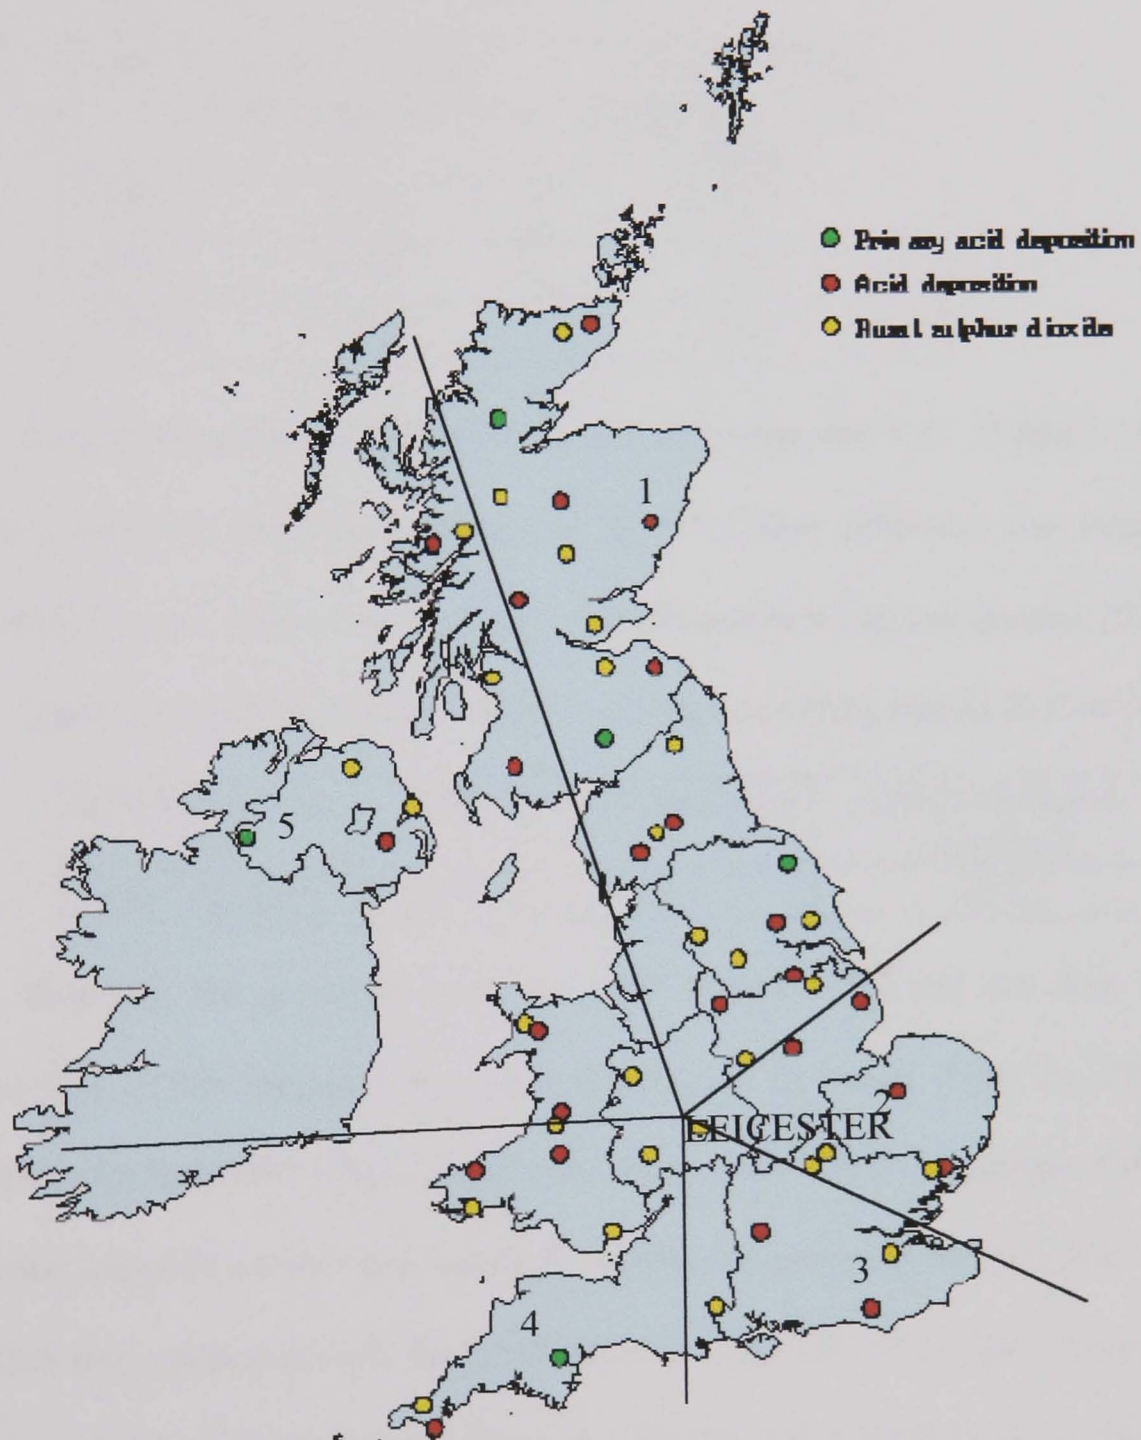 Primary acid deposition
Acid deposition
Rural sulphur dioxide
1
5
2
LEICESTER
3
4